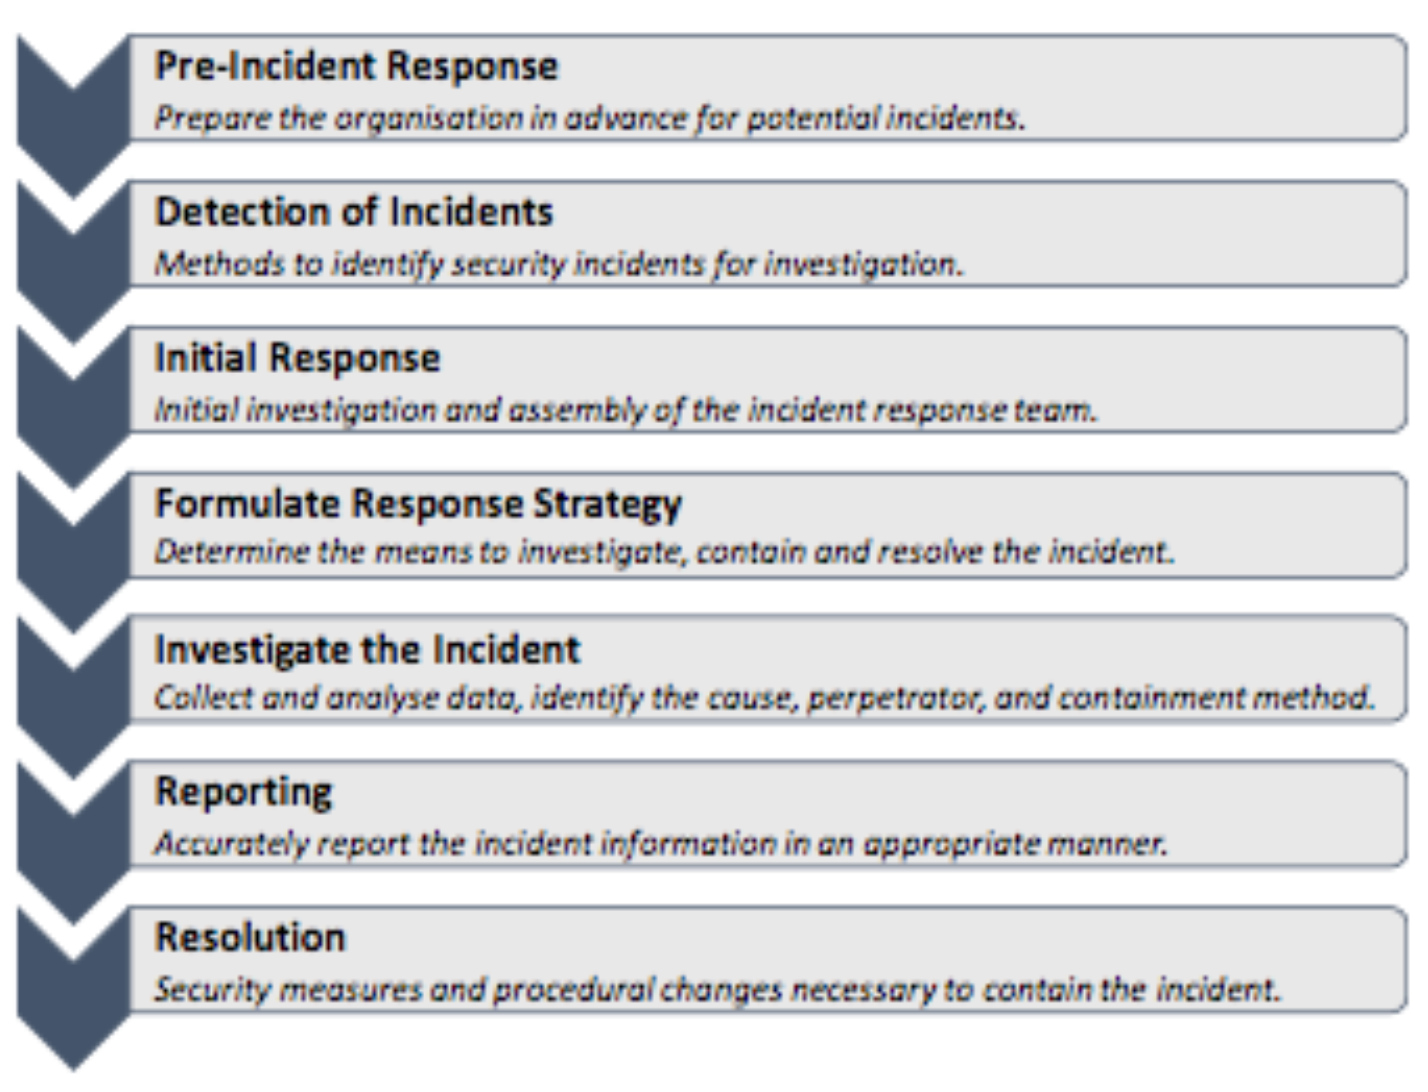 Pre-Incident Response
Prepare the organisation in advance for potential incidents.
Detection of Incidents
Methods to identify security incidents for investigation.
Initial Response
Initial investigation and assembly of the incident response team.
Formulate Response Strategy
Determine the means to investigate, contain and resolve the incident.
Investigate the Incident
Collect and analyse data, identify the cause, perpetrator, and containment method.
Reporting
Accurately report the incident information in an appropriate manner.
Resolution
Security measures and procedural changes necessary to contain the incident.